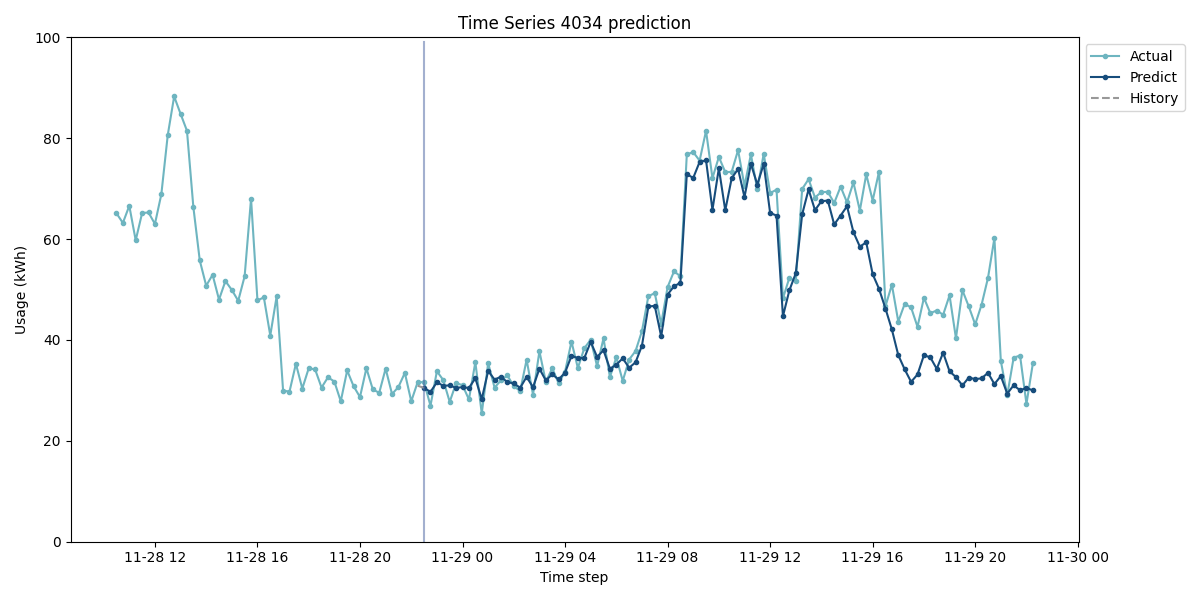 Time Series 4034 prediction
100
80
60
40
20
0
Usage (kWh)
11-28 12
11-28 16
11-28 20
11-29 00
11-29 04
11-29 08
11-29 12
11-29 16
11-29 20
11-30 00
Time step
Actual
Predict
History